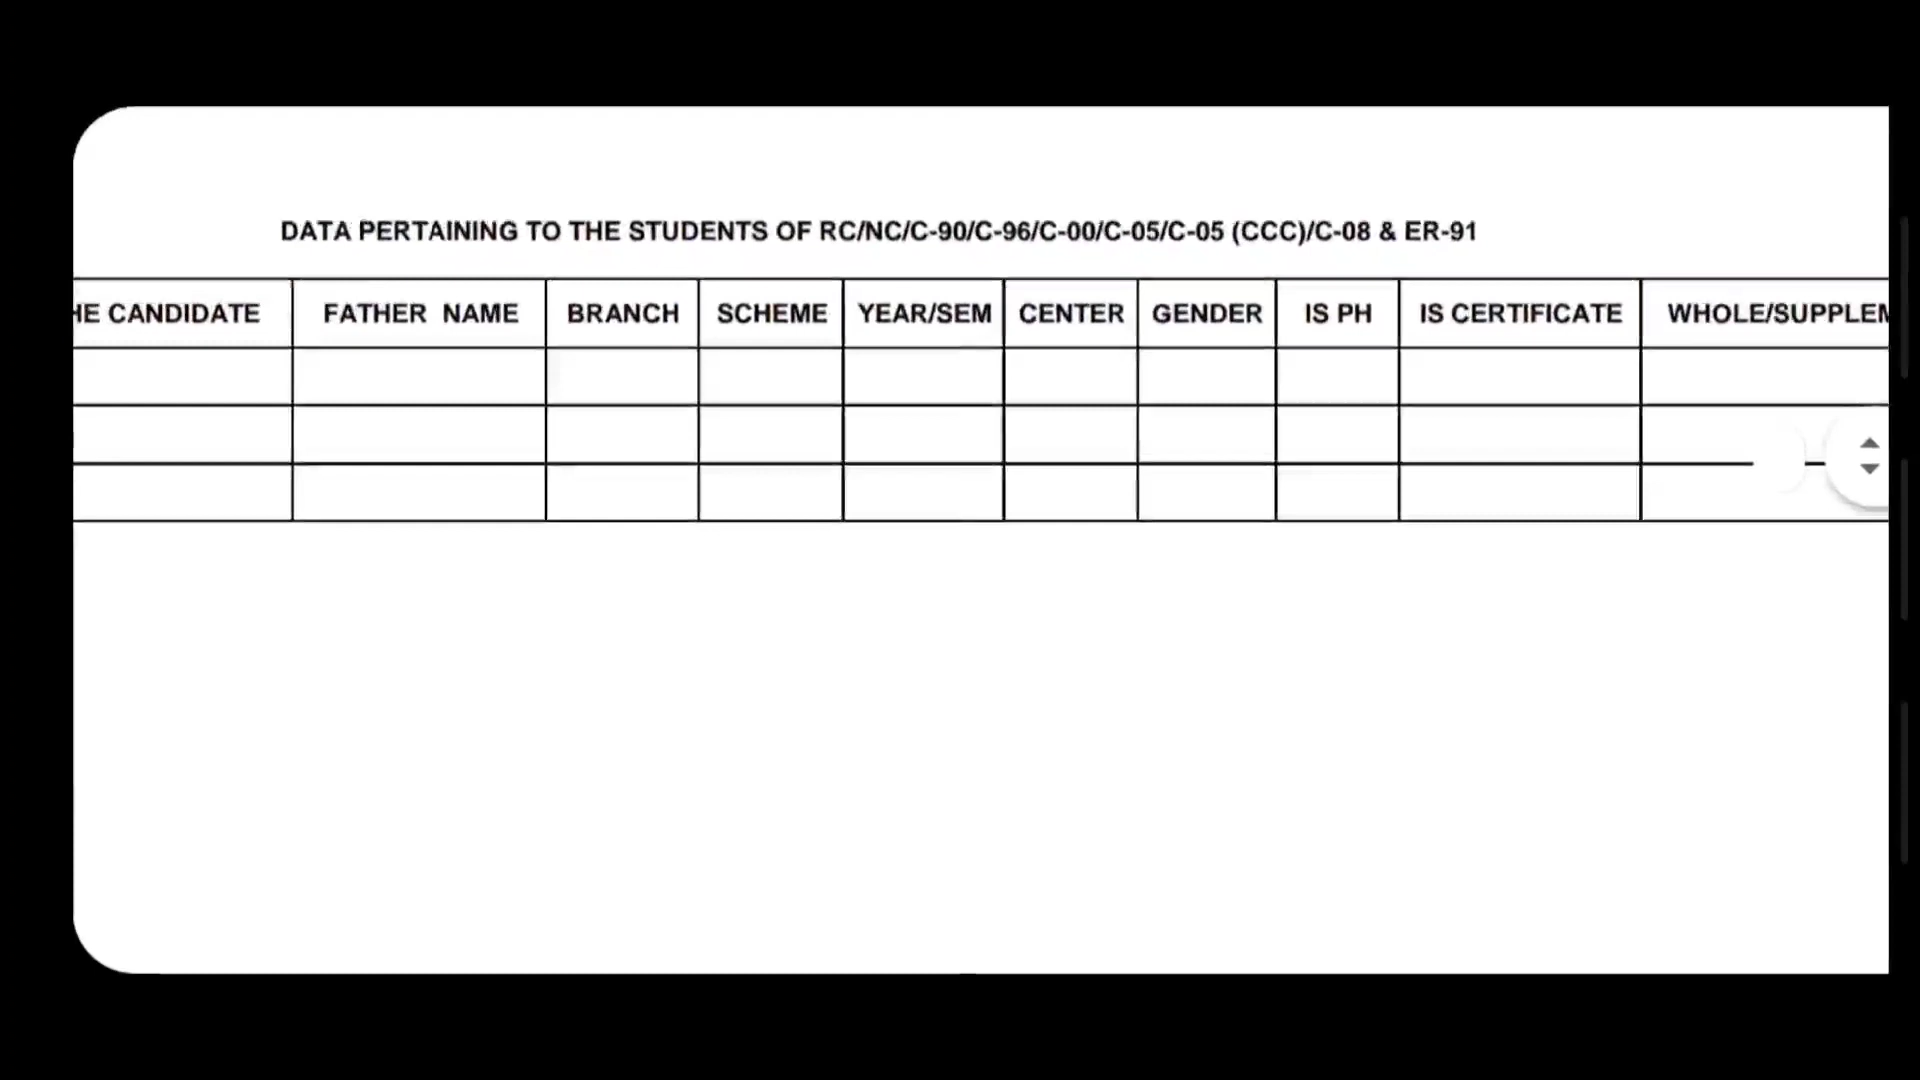 DATA PERTAINING TO THE STUDENTS OF RC/NC/C-90/C-96/C-00/C-05/C-05 (CCC)/C-08 & ER-91
CANDIDATE FATHER NAME BRANCH SCHEME YEAR/SEM CENTER GENDER IS PH IS CERTIFICATE